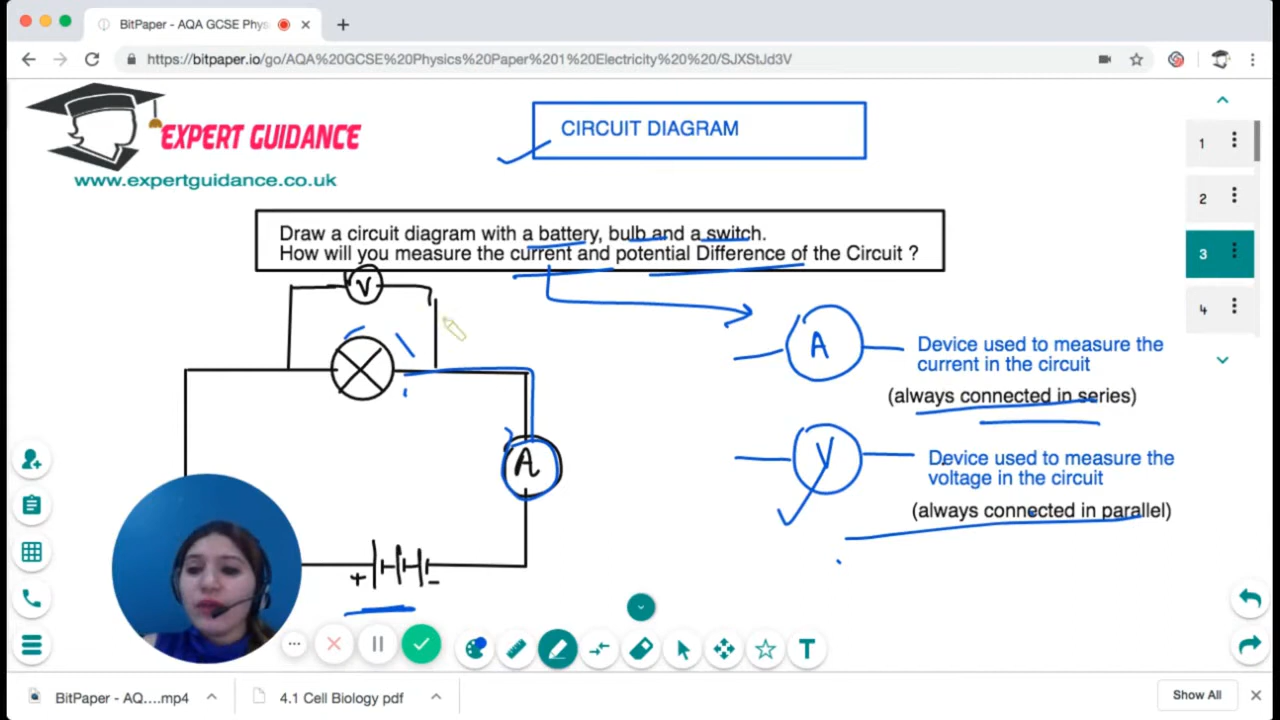 BitPaper - AQA GCSE Phys
https://bitpaper.io/go/AQA%20GCSE%20Physics%20Paper%201%20Electricity%20%20/SJXStJd3V
EXPERT GUIDANCE
www.expertguidance.co.uk
CIRCUIT DIAGRAM
1
2
3
4
Draw a circuit diagram with a battery, bulb and a switch.
How will you measure the current and potential Difference of the Circuit ?
V
A
Device used to measure the
current in the circuit
(always connected in series)
A
V
Device used to measure the
voltage in the circuit
(always connected in parallel)
+ -
T
BitPaper - AQ....mp4
4.1 Cell Biology pdf
Show All